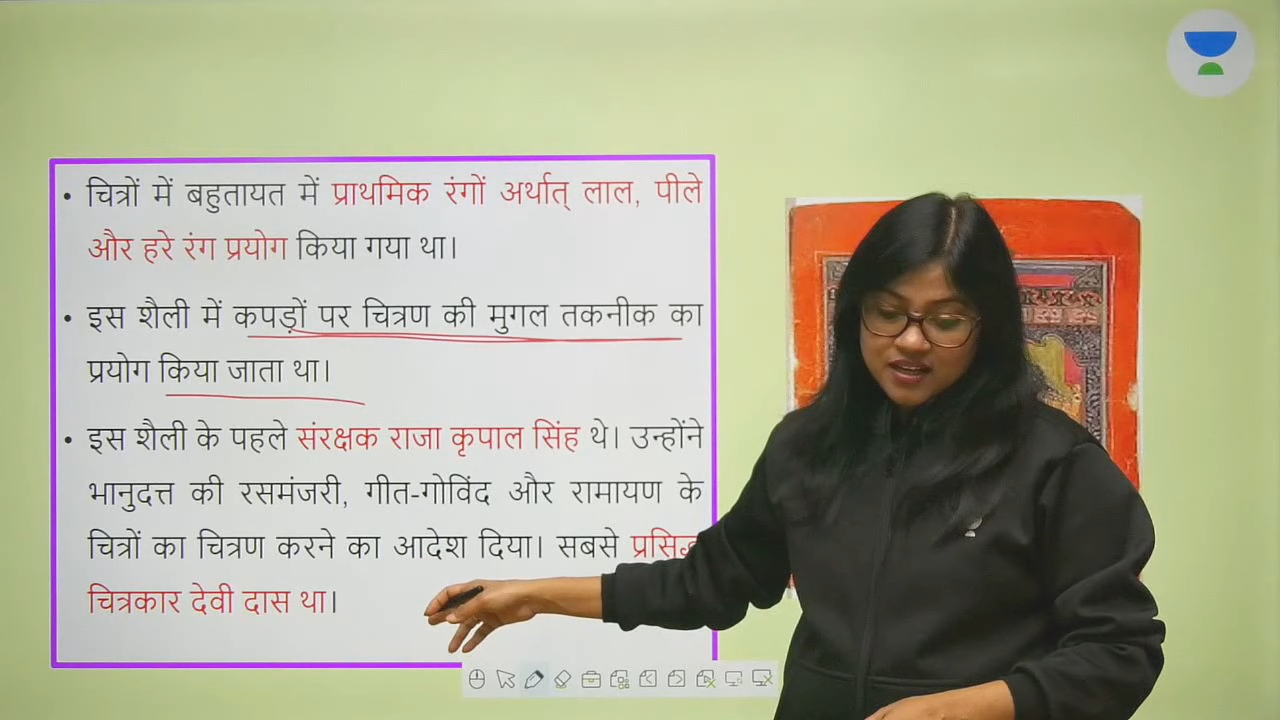 • चित्रों में बहुतायत में प्राथमिक रंगों अर्थात् लाल, पीले
और हरे रंग प्रयोग किया गया था।
• इस शैली में कपड़ों पर चित्रण की मुगल तकनीक का
प्रयोग किया जाता था।
• इस शैली के पहले संरक्षक राजा कृपाल सिंह थे। उन्होंने
भानुदत्त की रसमंजरी, गीत-गोविंद और रामायण के
चित्रों का चित्रण करने का आदेश दिया। सबसे प्रसिद्ध
चित्रकार देवी दास था।